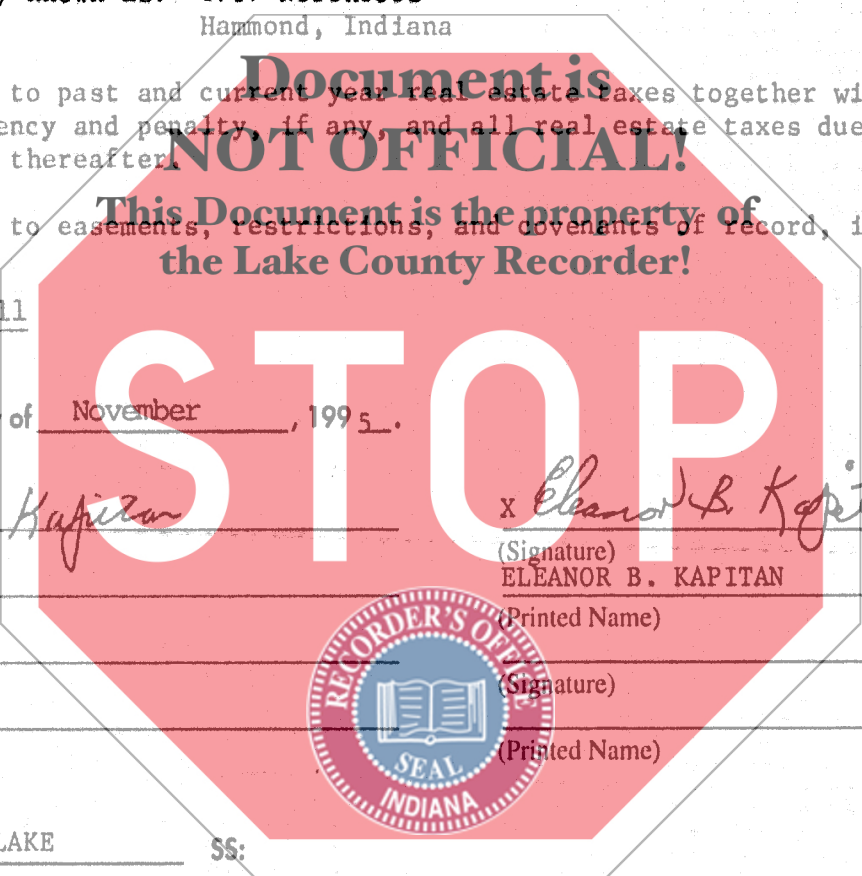 Hammond, Indiana
Document is
to past and current year real estate taxes together wi
ency and penalty, if any, and all real estate taxes due
NOT OFFICIAL!
thereafter.
This Document is the property of
to easements, restrictions, and covenants of record, i
the Lake County Recorder!
ll
STOP
of November, 1995.
Kapitan x Eleanor B. Kapit
(Signature)
ELEANOR B. KAPITAN
(Printed Name)
RECORDER'S OFFICE
(Signature)
SEAL
(Printed Name)
INDIANA
LAKE SS: